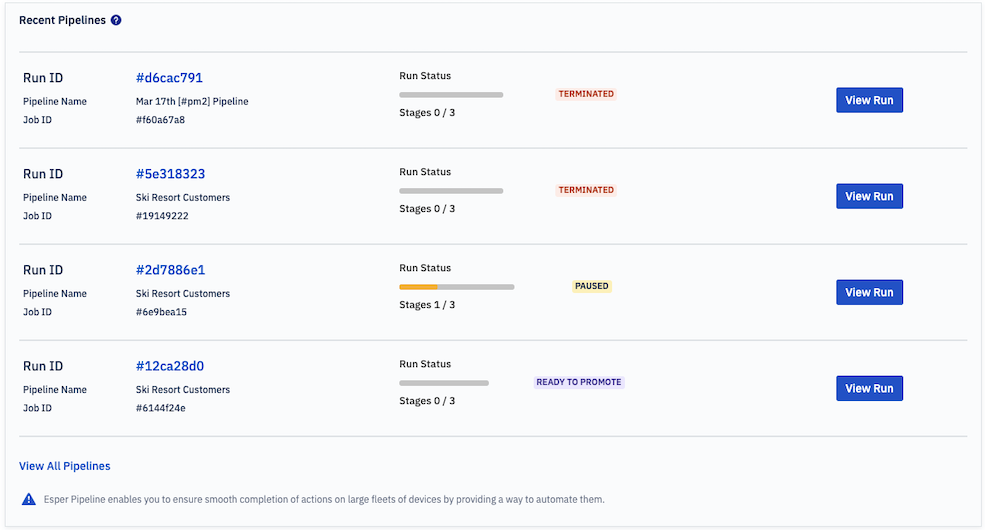 Recent Pipelines ?
Run ID #d6cac791 Run Status
Pipeline Name Mar 17th [#pm2] Pipeline TERMINATED View Run
Job ID #f60a67a8 Stages 0 / 3
Run ID #5e318323 Run Status
Pipeline Name Ski Resort Customers TERMINATED View Run
Job ID #19149222 Stages 0 / 3
Run ID #2d7886e1 Run Status
Pipeline Name Ski Resort Customers PAUSED View Run
Job ID #6e9bea15 Stages 1 / 3
Run ID #12ca28d0 Run Status
Pipeline Name Ski Resort Customers READY TO PROMOTE View Run
Job ID #6144f24e Stages 0 / 3
View All Pipelines
Esper Pipeline enables you to ensure smooth completion of actions on large fleets of devices by providing a way to automate them.